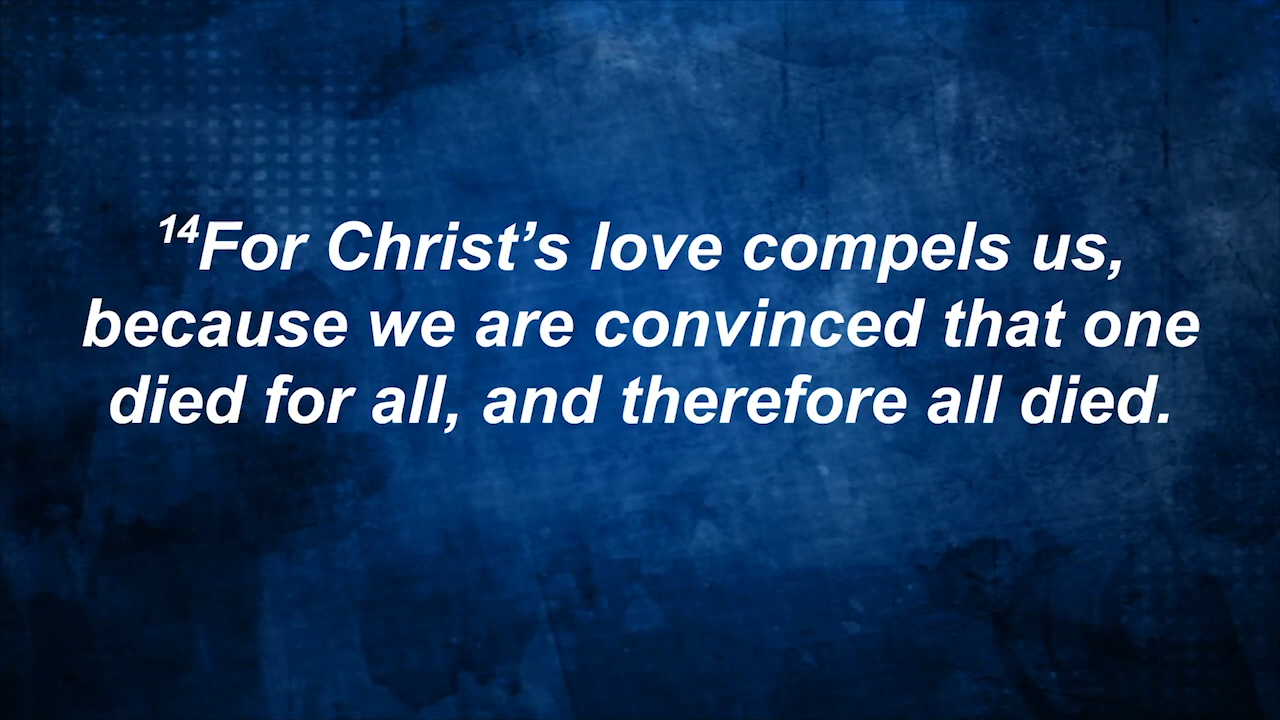 ¹⁴For Christ’s love compels us,
because we are convinced that one
died for all, and therefore all died.